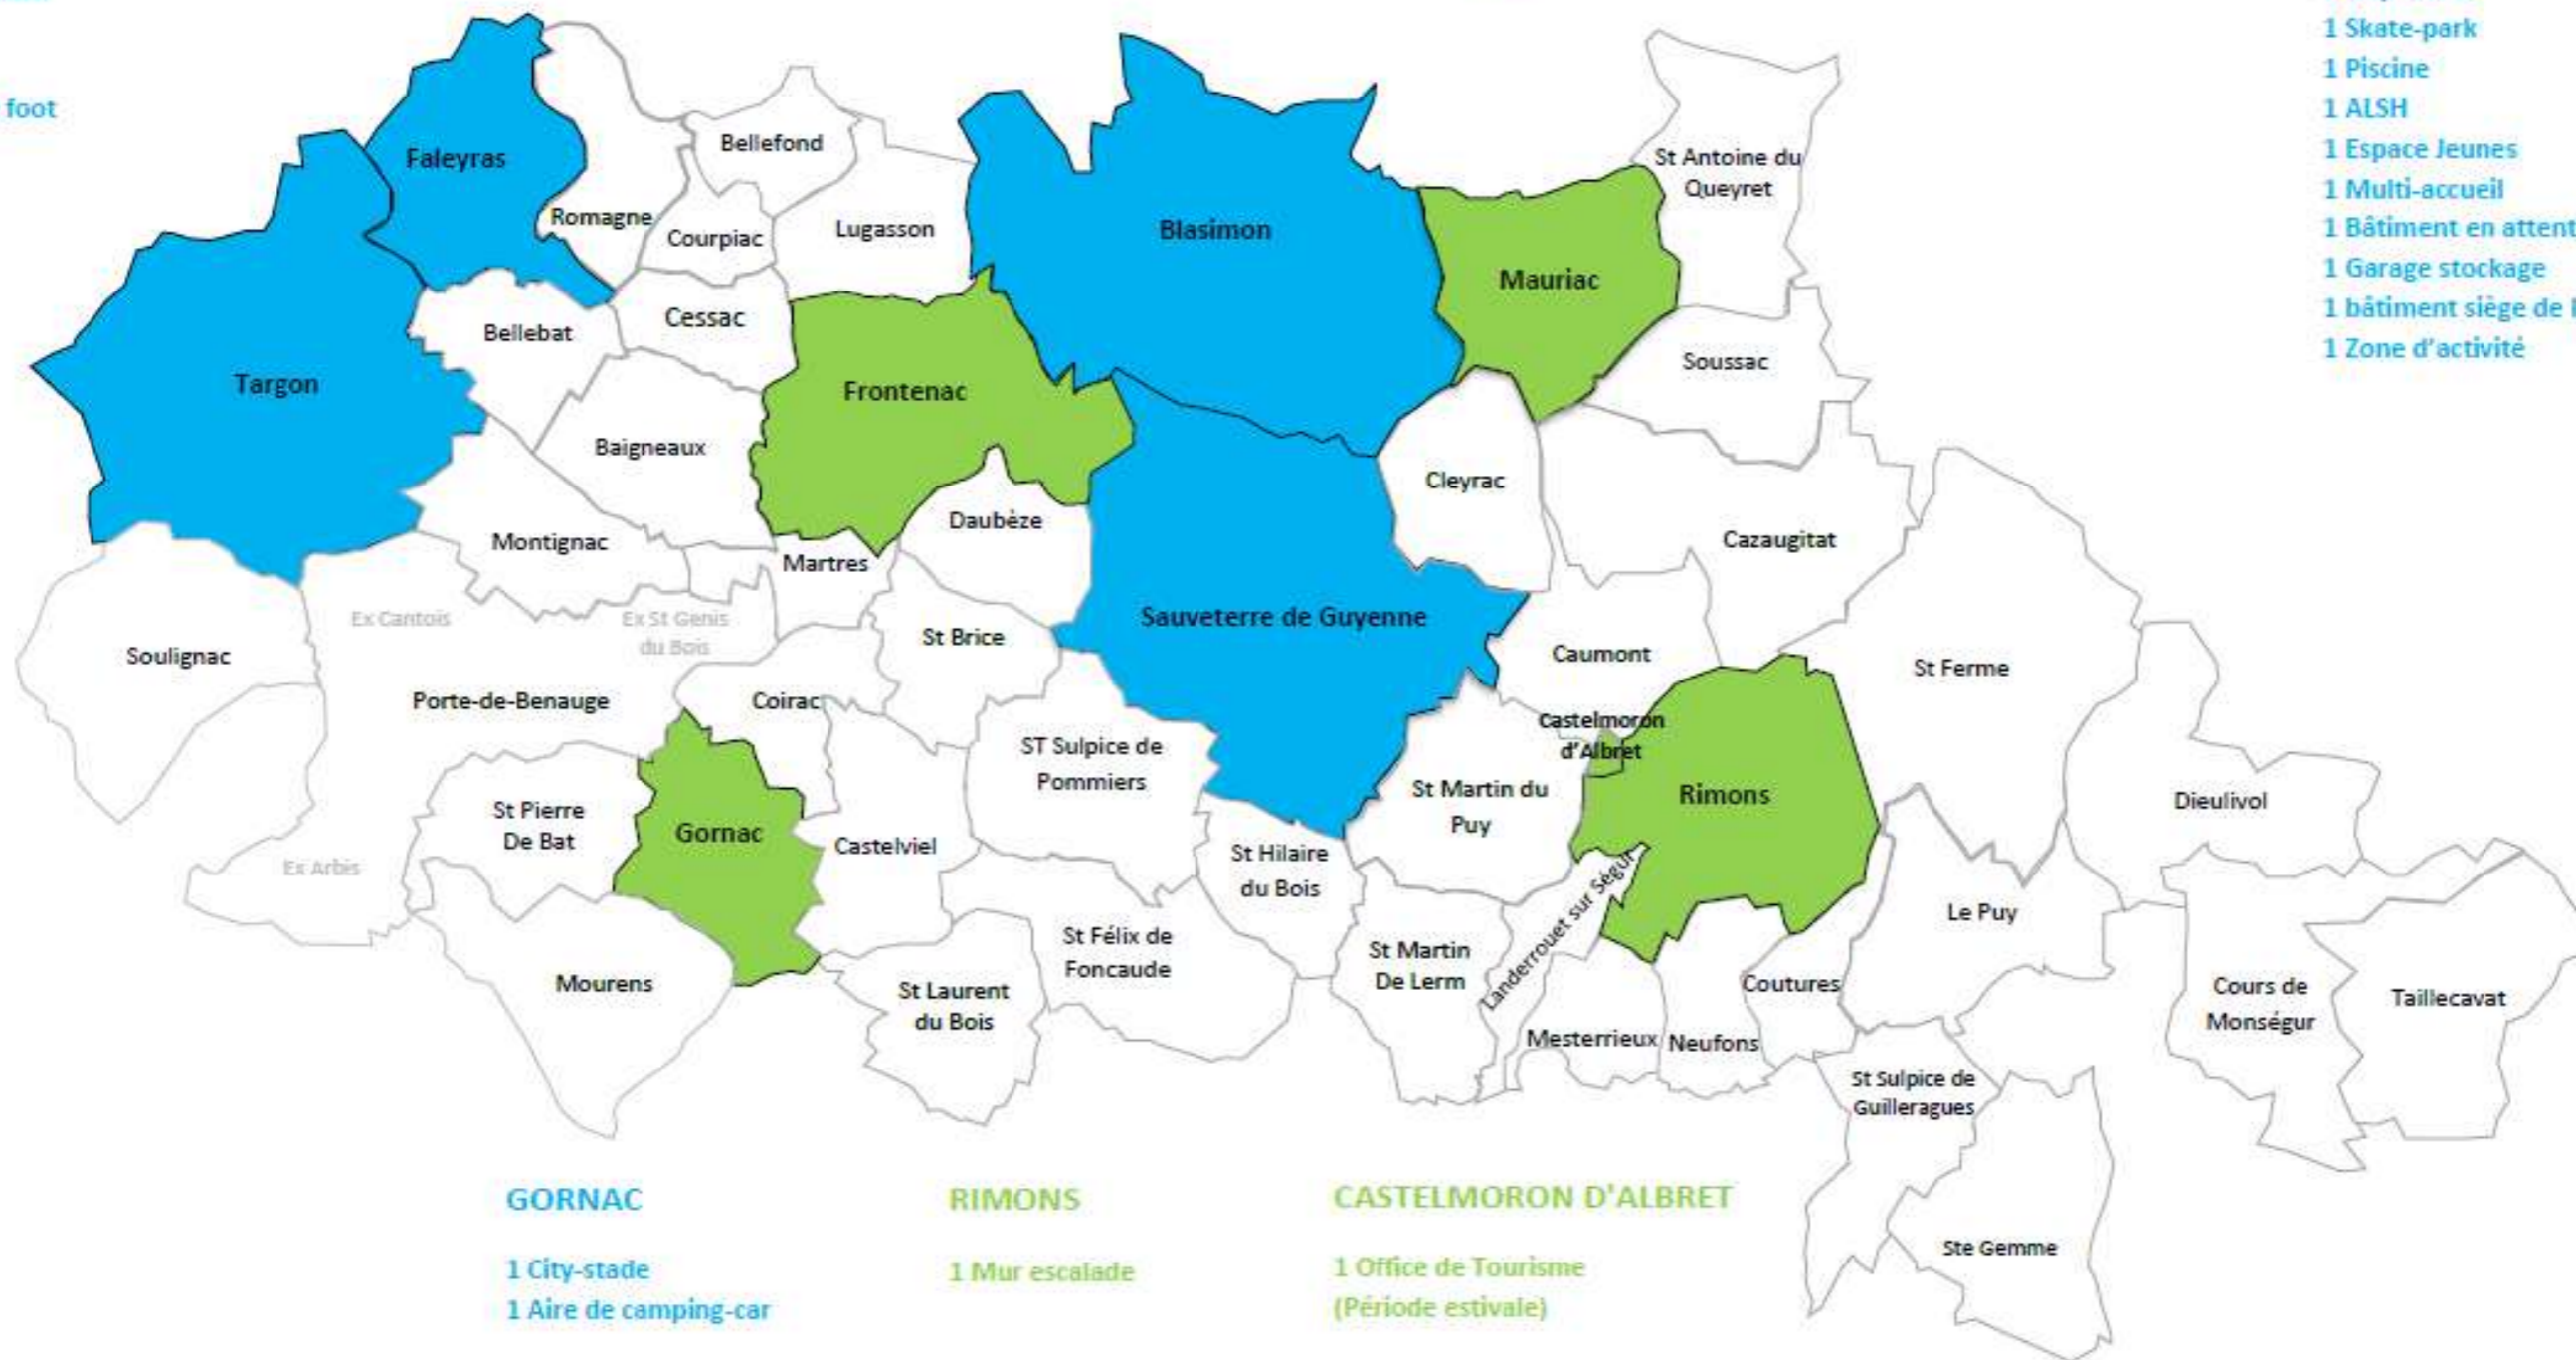 foot
1 Skate-park
1 Piscine
1 ALSH
1 Espace Jeunes
1 Multi-accueil
1 Bâtiment en
1 Garage stockage
1 bâtiment siège de
1 Zone d'activité
Faleyras
Romagne
Bellefond
Courpiac
Lugasson
Blasimon
St Antoine du
Queyret
Mauriac
Targon
Bellebat
Cessac
Frontenac
Soussac
Baigneaux
Cleyrac
Montignac
Martres
Daubèze
Cazaugitat
Ex Cantois
Ex St Genis
du Bois
Soulignac
St Brice
Sauveterre de Guyenne
Caumont
St Ferme
Porte-de-Benauge
Coirac
ST Sulpice de
Pommiers
Castelmoron
d'Albret
St Martin du
Puy
Rimons
Dieulivol
St Pierre
De Bat
Gornac
Castelviel
Ex Arbis
St Hilaire
du Bois
Landerrouet sur Ségur
Le Puy
Mourens
St Laurent
du Bois
St Félix de
Foncaude
St Martin
De Lerm
Mesterrieux
Neufons
Coutures
Cours de
Monségur
Taillecavat
St Sulpice de
Guilleragues
Ste Gemme
GORNAC
1 City-stade
1 Aire de camping-car
RIMONS
1 Mur escalade
CASTELMORON D'ALBRET
1 Office de Tourisme
(Période estivale)